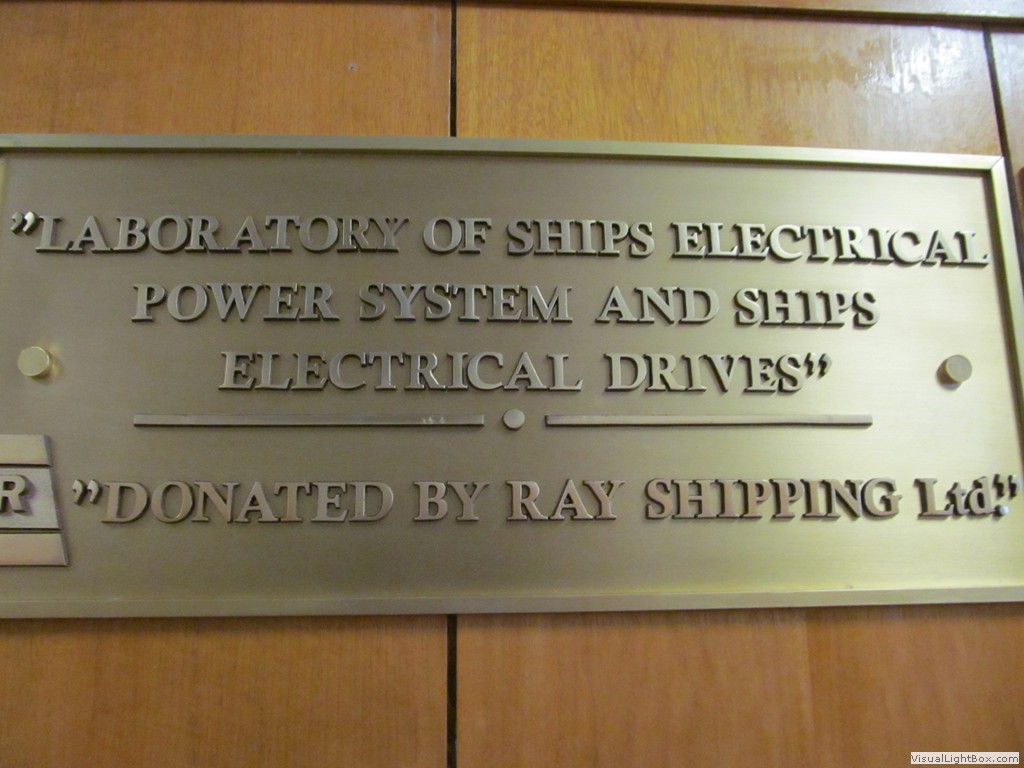 ”LABORATORY OF SHIPS ELECTRICAL
POWER SYSTEM AND SHIPS
ELECTRICAL DRIVES”
R
”DONATED BY RAY SHIPPING Ltd.”
VisualLightBox.com